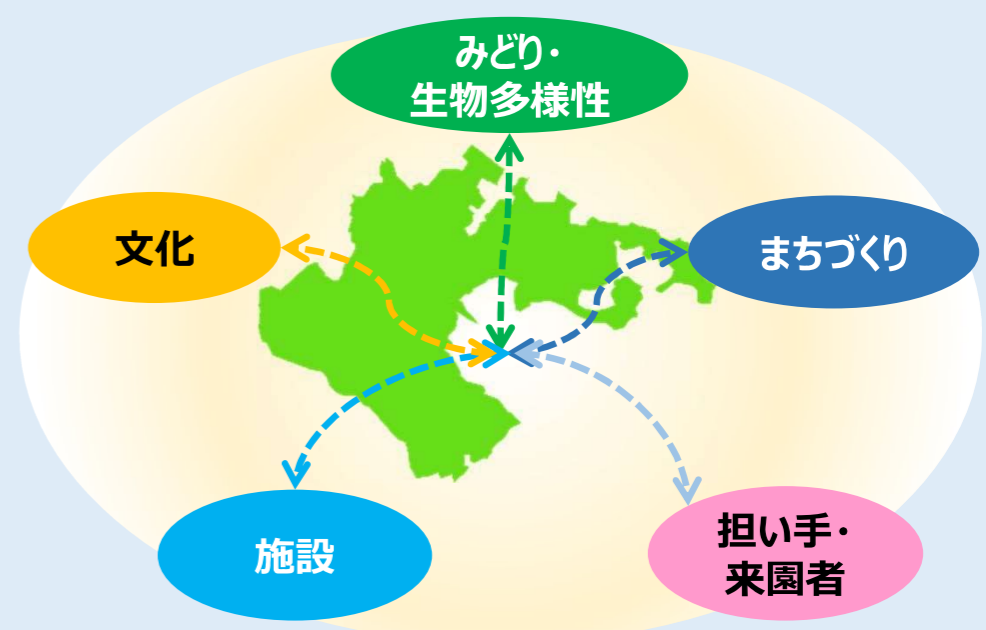 みどり・
生物多様性
文化
まちづくり
施設
担い手・
来園者